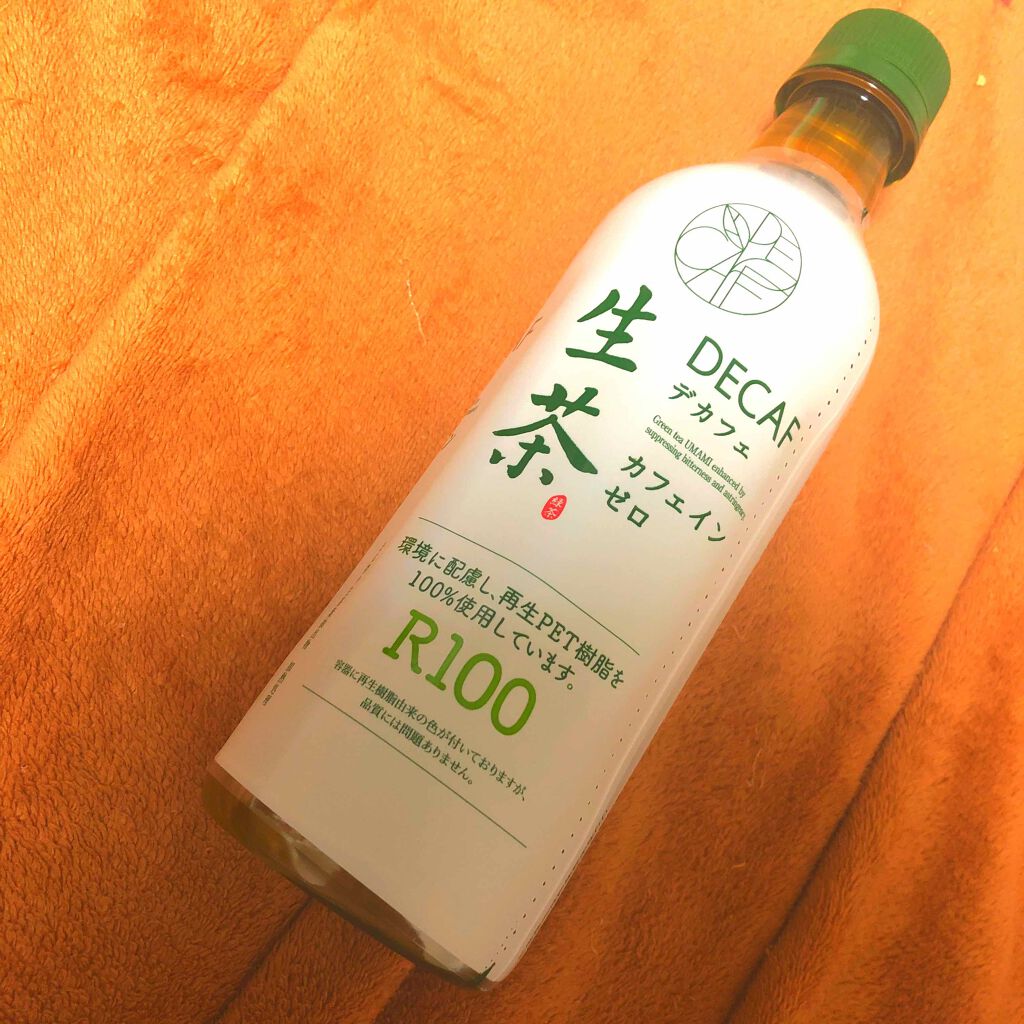 DECAF
生茶
緑茶
DECAF
デカフェ
Green tea UMAMI enhanced by
suppressing bitterness and astringency
カフェイン
ゼロ
環境に配慮し、再生PET樹脂を
100%使用しています。
R100
容器に再生樹脂由来の色が付いておりますが、
品質には問題ありません。